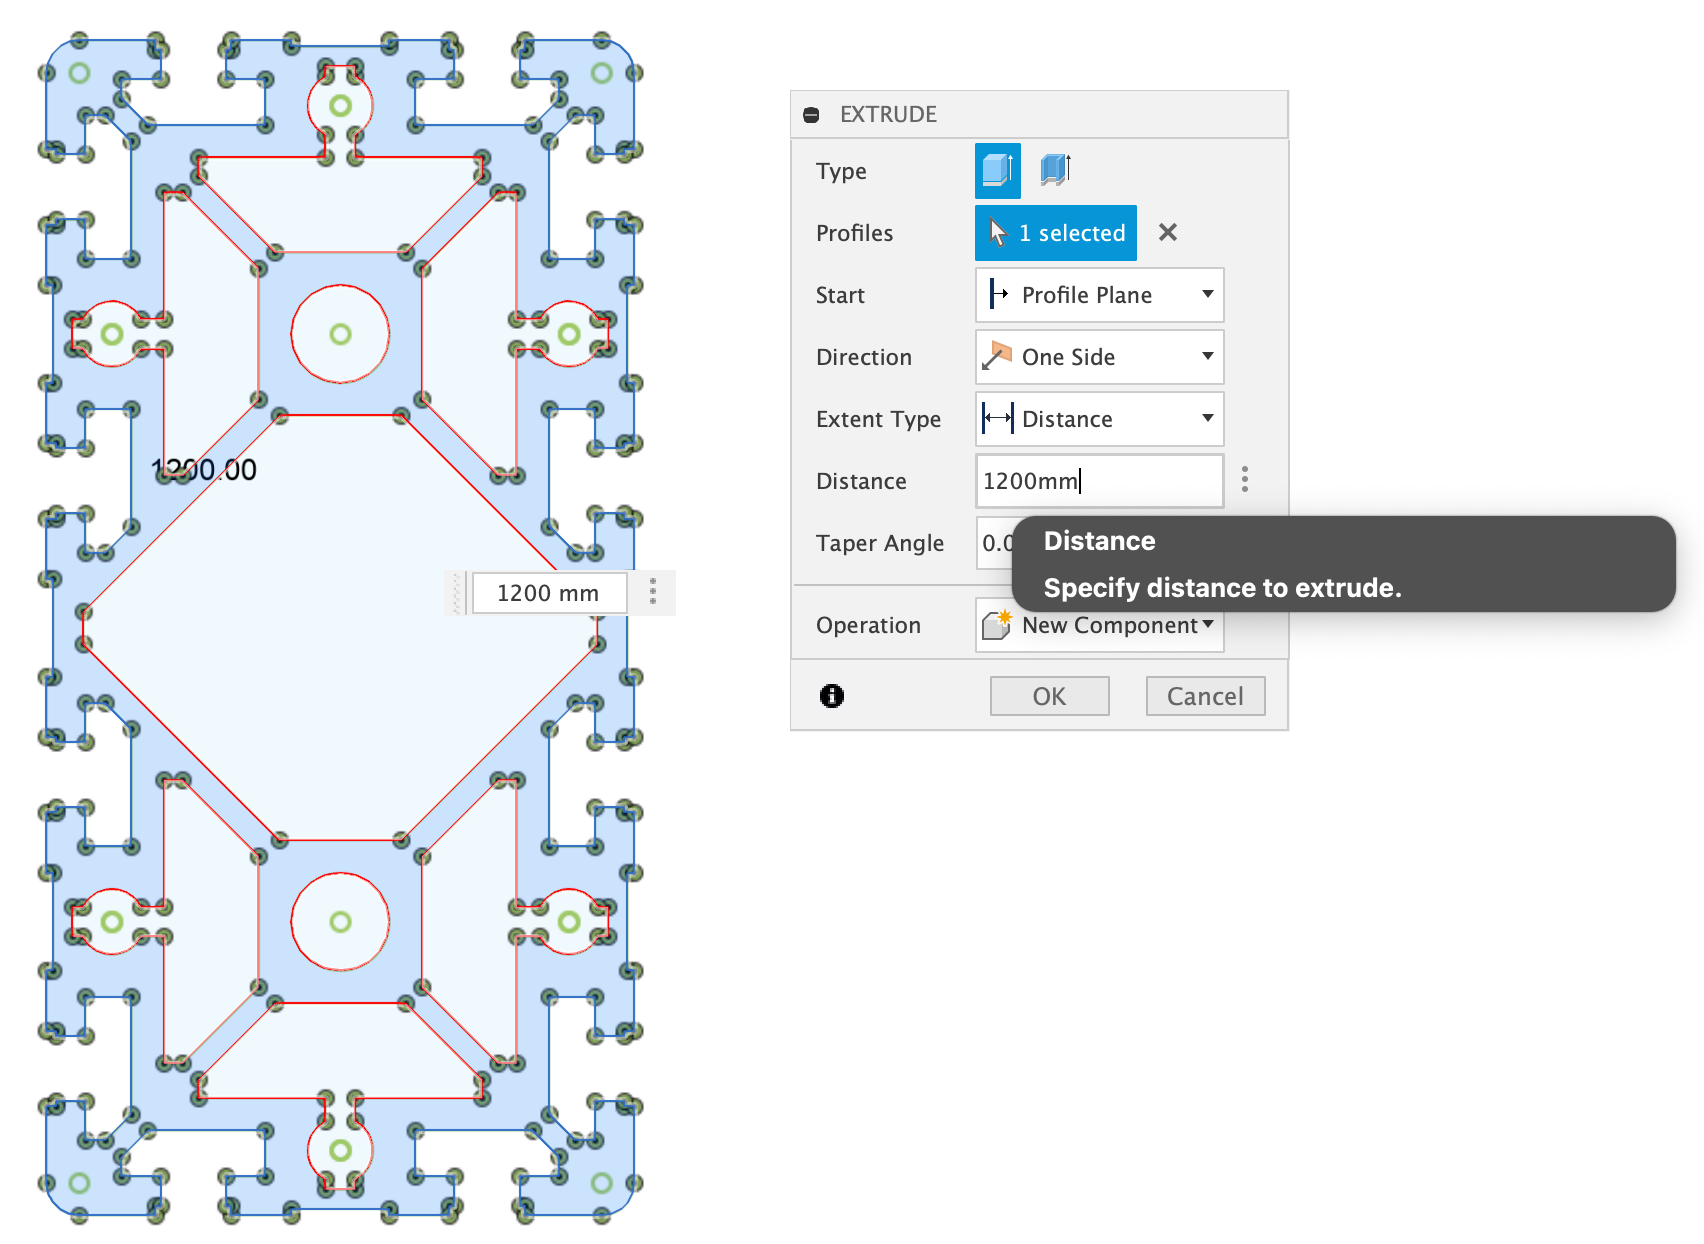 1200.00
1200 mm
EXTRUDE
Type
Profiles 1 selected
Start Profile Plane
Direction One Side
Extent Type Distance
Distance 1200mm
Taper Angle 0.0
Distance
Specify distance to extrude.
Operation New Component
OK Cancel